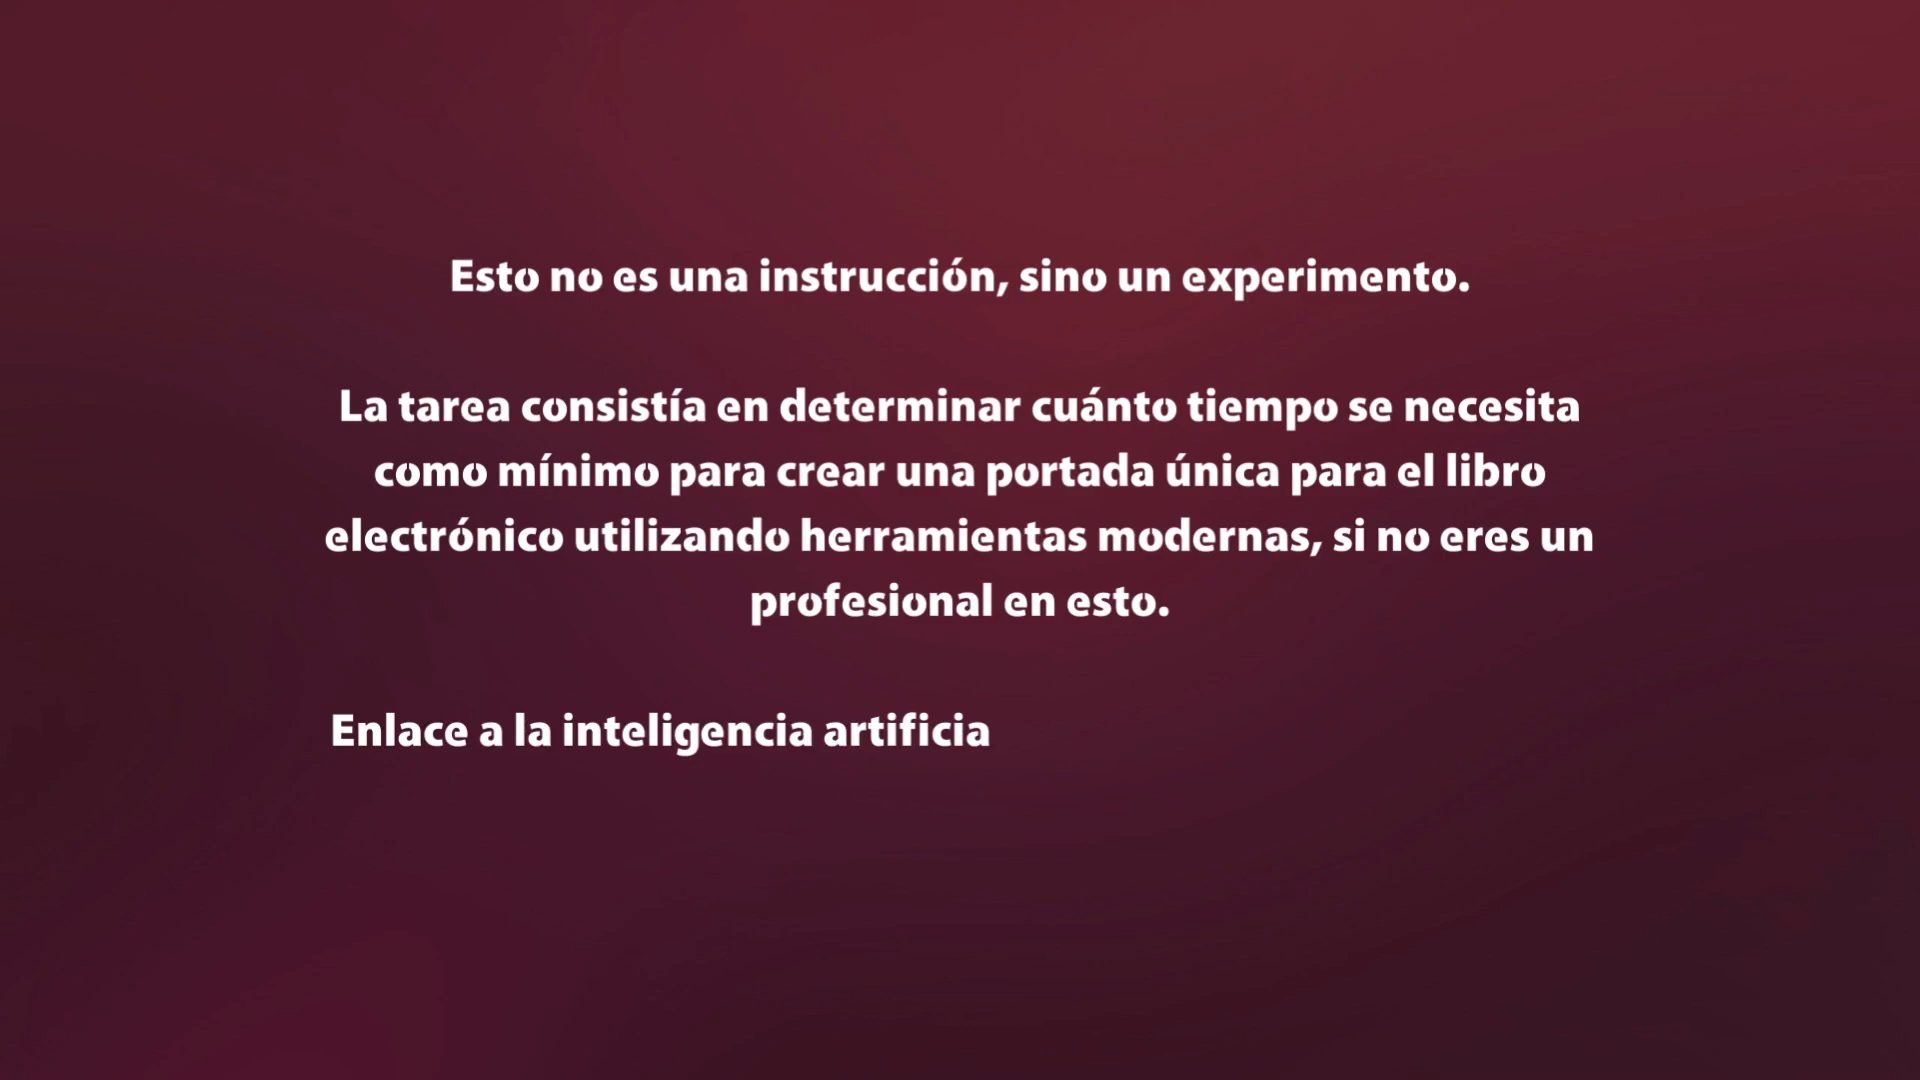 Esto no es una instrucción, sino un experimento.
La tarea consistía en determinar cuánto tiempo se necesita
como mínimo para crear una portada única para el libro
electrónico utilizando herramientas modernas, si no eres un
profesional en esto.
Enlace a la inteligencia artificia